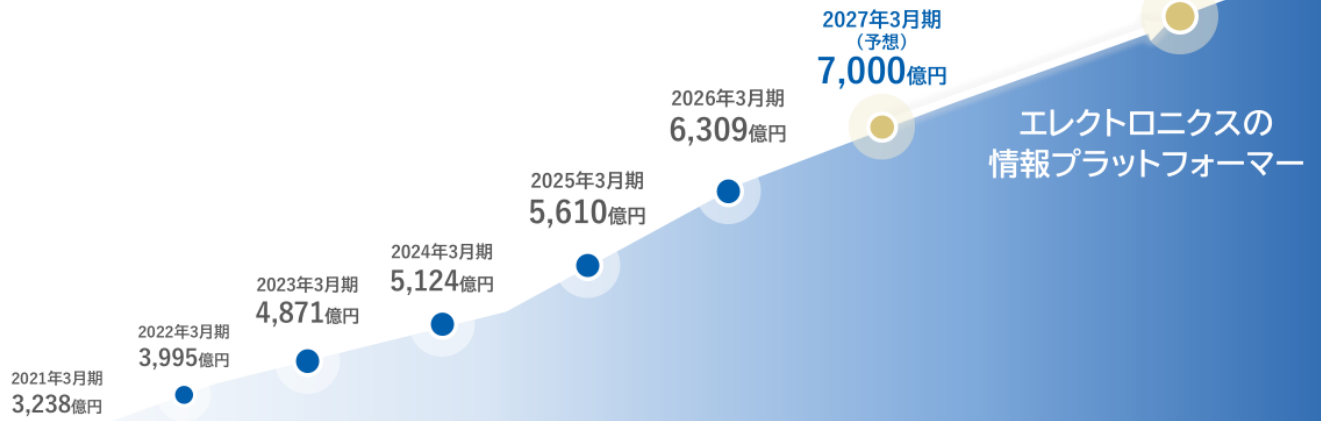 2021年3月期
3,238億円
2022年3月期
3,995億円
2023年3月期
4,871億円
2024年3月期
5,124億円
2025年3月期
5,610億円
2026年3月期
6,309億円
2027年3月期
（予想）
7,000億円
エレクトロニクスの
情報プラットフォーマー